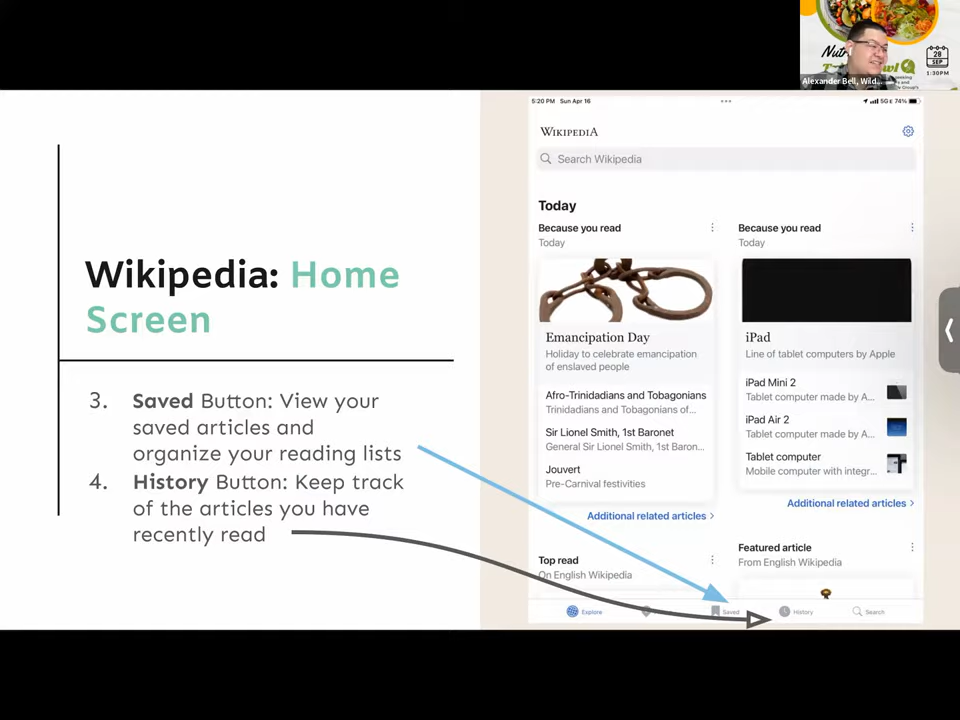 28
SEP
1:30PM
Alexander Bell, Wild...
Wikipedia: Home
Screen
3. Saved Button: View your
saved articles and
organize your reading lists
4. History Button: Keep track
of the articles you have
recently read
5:20 PM Sun Apr 16
5G E 74%
WIKIPEDIA
Search Wikipedia
Today
Because you read
Today
Emancipation Day
Holiday to celebrate emancipation
of enslaved people
Afro-Trinidadians and Tobagonians
Trinidadians and Tobagonians of...
Sir Lionel Smith, 1st Baronet
General Sir Lionel Smith, 1st Baron...
Jouvert
Pre-Carnival festivities
Additional related articles >
Because you read
Today
iPad
Line of tablet computers by Apple
iPad Mini 2
Tablet computer made by A...
iPad Air 2
Tablet computer made by A...
Tablet computer
Mobile computer with integr...
Additional related articles >
Top read
On English Wikipedia
Featured article
From English Wikipedia
Explore
Saved
History
Search